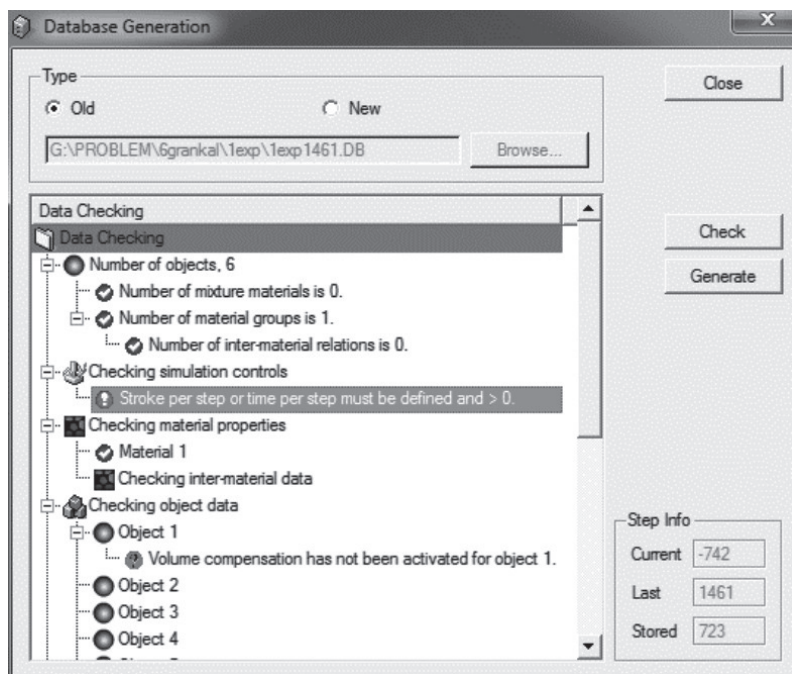 Database Generation
x
Type
Old
New
Close
G:\PROBLEM\6grankal\1exp\1exp1461.DB
Browse...
Data Checking
Data Checking
Check
Number of objects, 6
Generate
Number of mixture materials is 0.
Number of material groups is 1.
Number of inter-material relations is 0.
Checking simulation controls
Stroke per step or time per step must be defined and > 0.
Checking material properties
Material 1
Checking inter-material data
Checking object data
Object 1
Volume compensation has not been activated for object 1.
Object 2
Object 3
Object 4
Step Info
Current -742
Last 1461
Stored 723